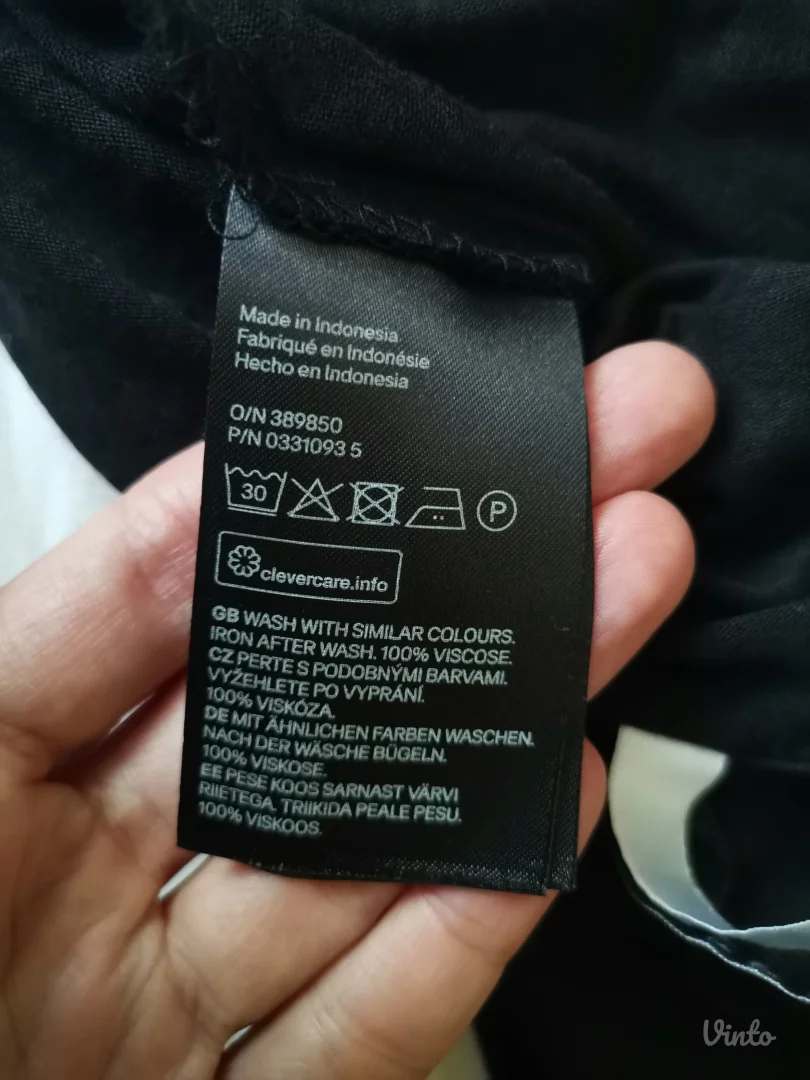 Made in Indonesia
Fabriqué en Indonésie
Hecho en Indonesia
O/N 389850
P/N 0331093 5
30 P
clevercare.info
GB WASH WITH SIMILAR COLOURS.
IRON AFTER WASH. 100% VISCOSE.
CZ PERTE S PODOBNÝMI BARVAMI.
VYŽEHLETE PO VYPRÁNÍ.
100% VISKÓZA.
DE MIT ÄHNLICHEN FARBEN WASCHEN.
NACH DER WÄSCHE BÜGELN.
100% VISKOSE.
EE PESE KOOS SARNAST VÄRVI
RIIETEGA. TRIIKIDA PEALE PESU.
100% VISKOOS.
Vinto